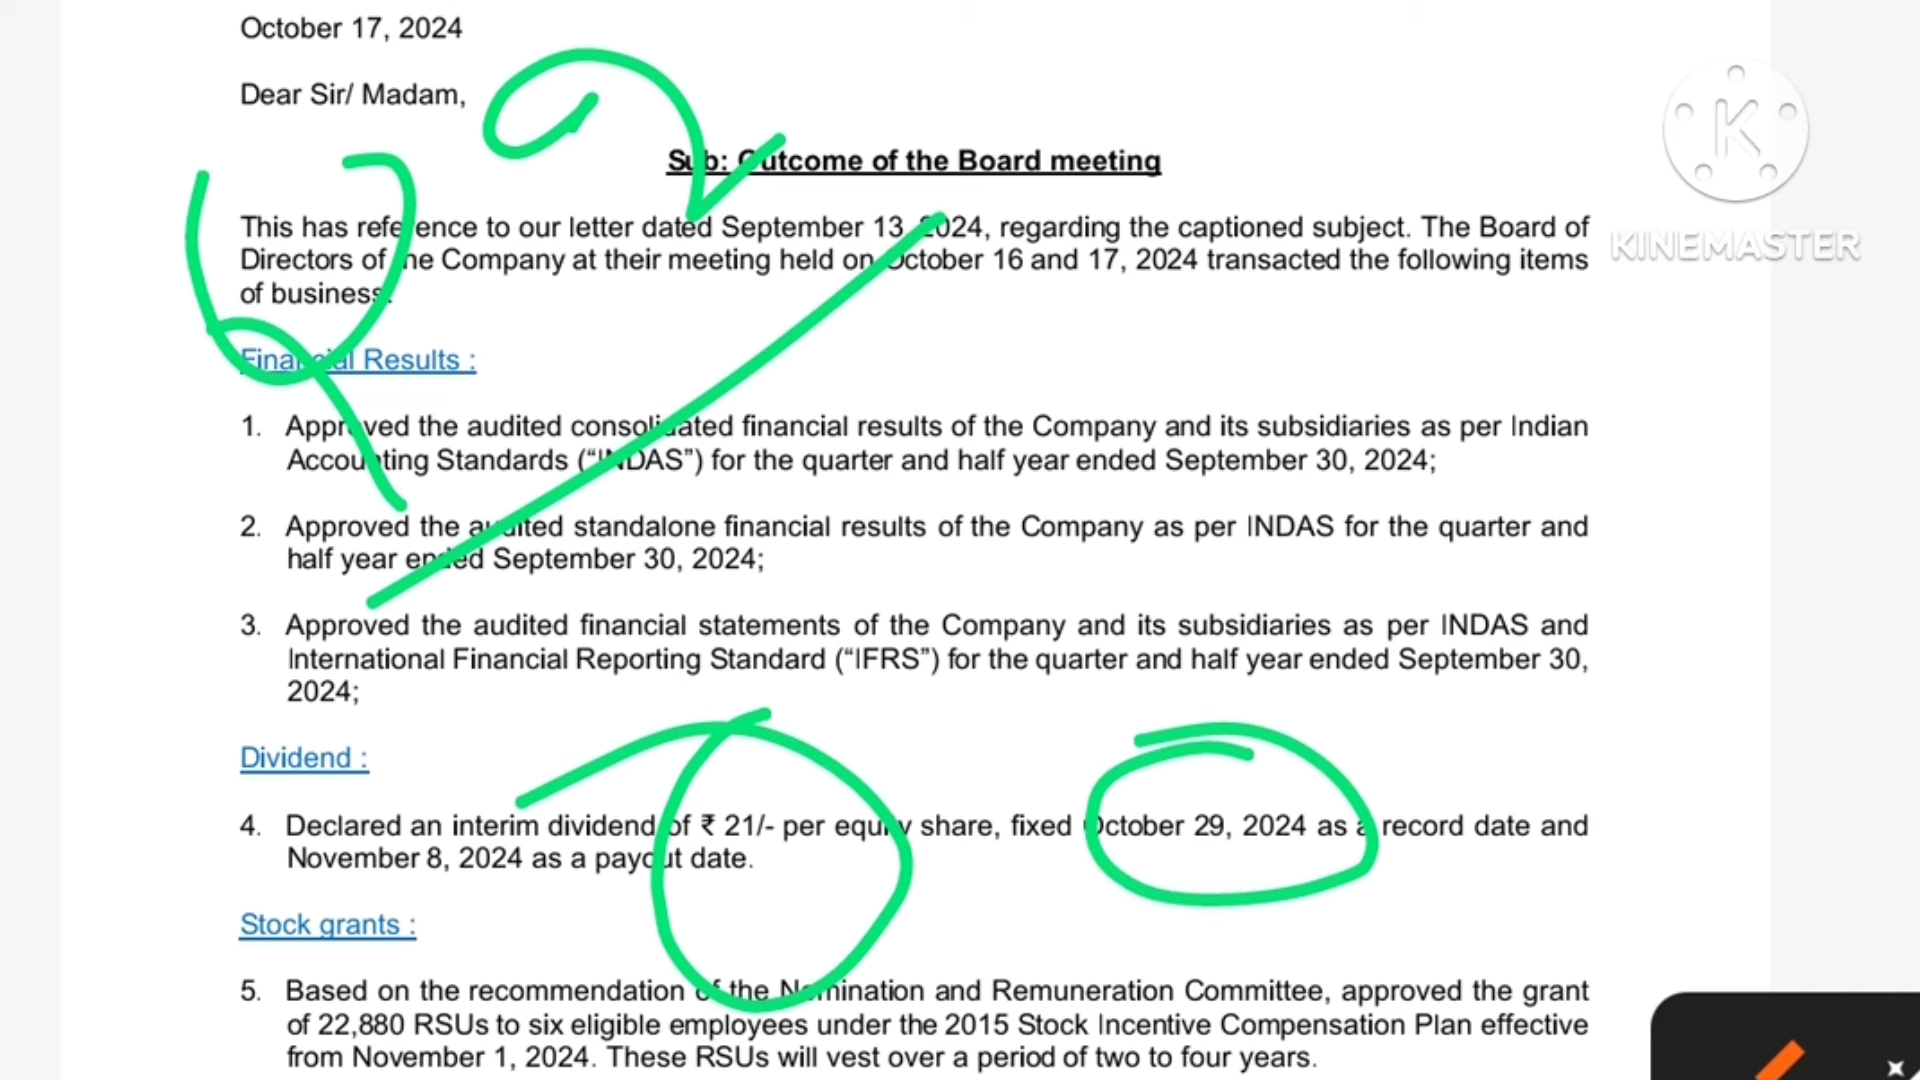 October 17, 2024
Dear Sir/ Madam,
Sub: Outcome of the Board meeting
This has reference to our letter dated September 13, 2024, regarding the captioned subject. The Board of
Directors of the Company at their meeting held on October 16 and 17, 2024 transacted the following items
of business.
Financial Results :
1. Approved the audited consolidated financial results of the Company and its subsidiaries as per Indian
Accounting Standards (“INDAS”) for the quarter and half year ended September 30, 2024;
2. Approved the audited standalone financial results of the Company as per INDAS for the quarter and
half year ended September 30, 2024;
3. Approved the audited financial statements of the Company and its subsidiaries as per INDAS and
International Financial Reporting Standard (“IFRS”) for the quarter and half year ended September 30,
2024;
Dividend :
4. Declared an interim dividend of ₹ 21/- per equity share, fixed October 29, 2024 as a record date and
November 8, 2024 as a payout date.
Stock grants :
5. Based on the recommendation of the Nomination and Remuneration Committee, approved the grant
of 22,880 RSUs to six eligible employees under the 2015 Stock Incentive Compensation Plan effective
from November 1, 2024. These RSUs will vest over a period of two to four years.
K
KINEMASTER